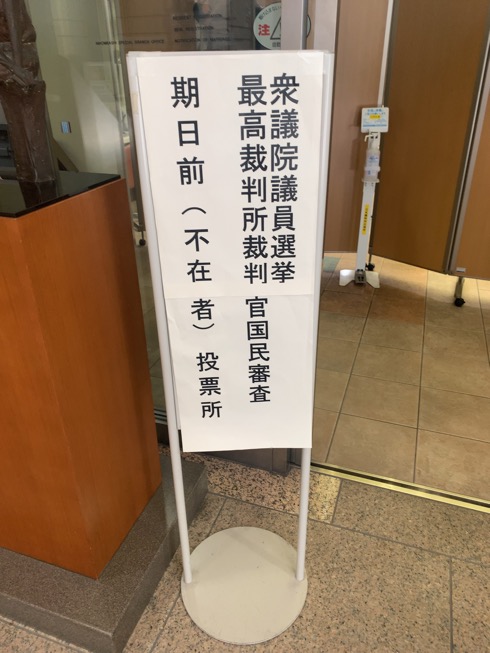 衆議院議員選挙
最高裁判所裁判官国民審査
期日前(不在者)投票所
注